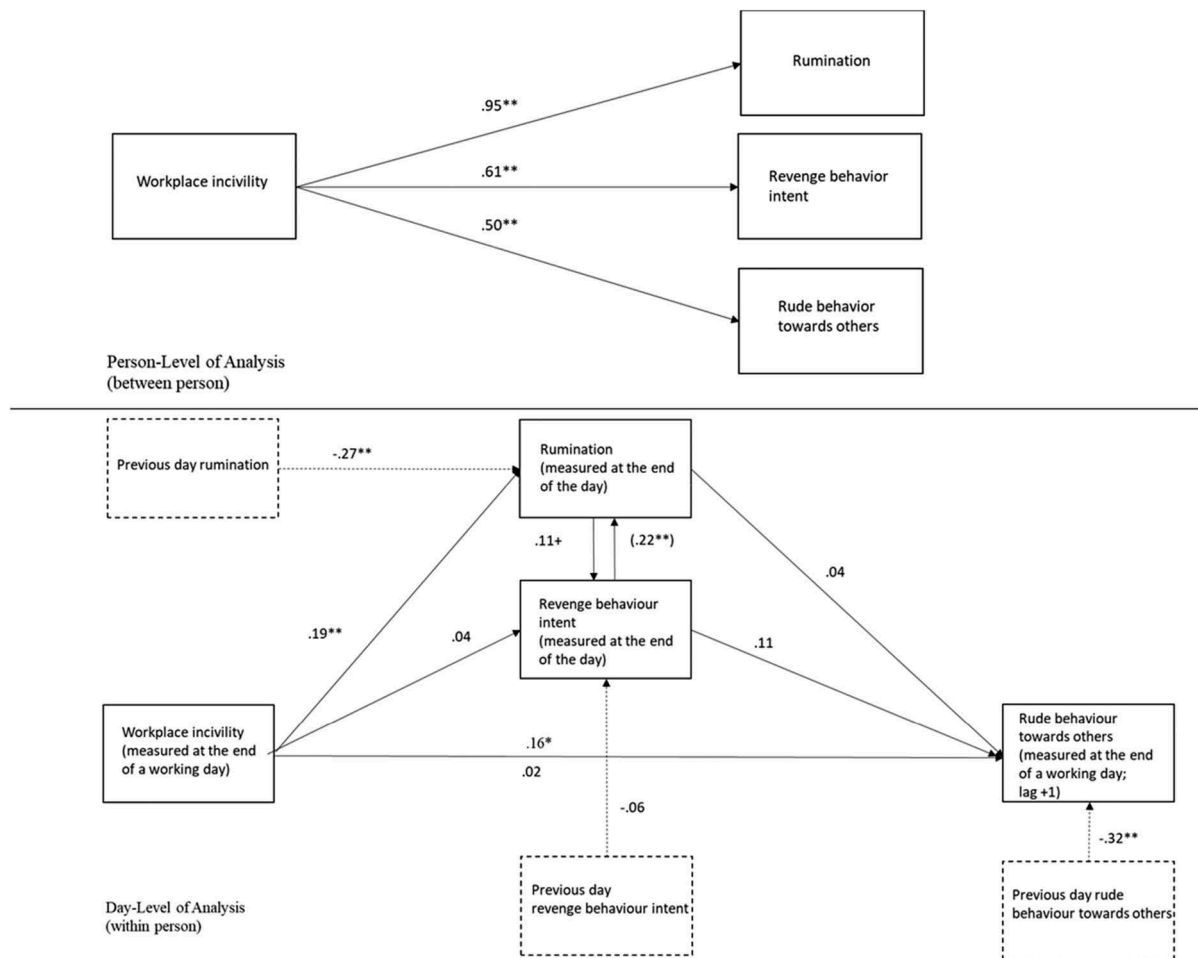 Rumination
.95**
Workplace incivility
.61**
Revenge behavior
intent
.50**
Rude behavior
towards others
Person-Level of Analysis
(between person)
Previous day rumination
-.27**
Rumination
(measured at the end
of the day)
.11+
(.22**)
.04
Revenge behaviour
intent
(measured at the end
of the day)
.19**
.04
.11
Workplace incivility
(measured at the end
of a working day)
.16*
.02
Rude behaviour
towards others
(measured at the end
of a working day;
lag +1)
-.06
-.32**
Previous day
revenge behaviour intent
Previous day rude
behaviour towards others
Day-Level of Analysis
(within person)